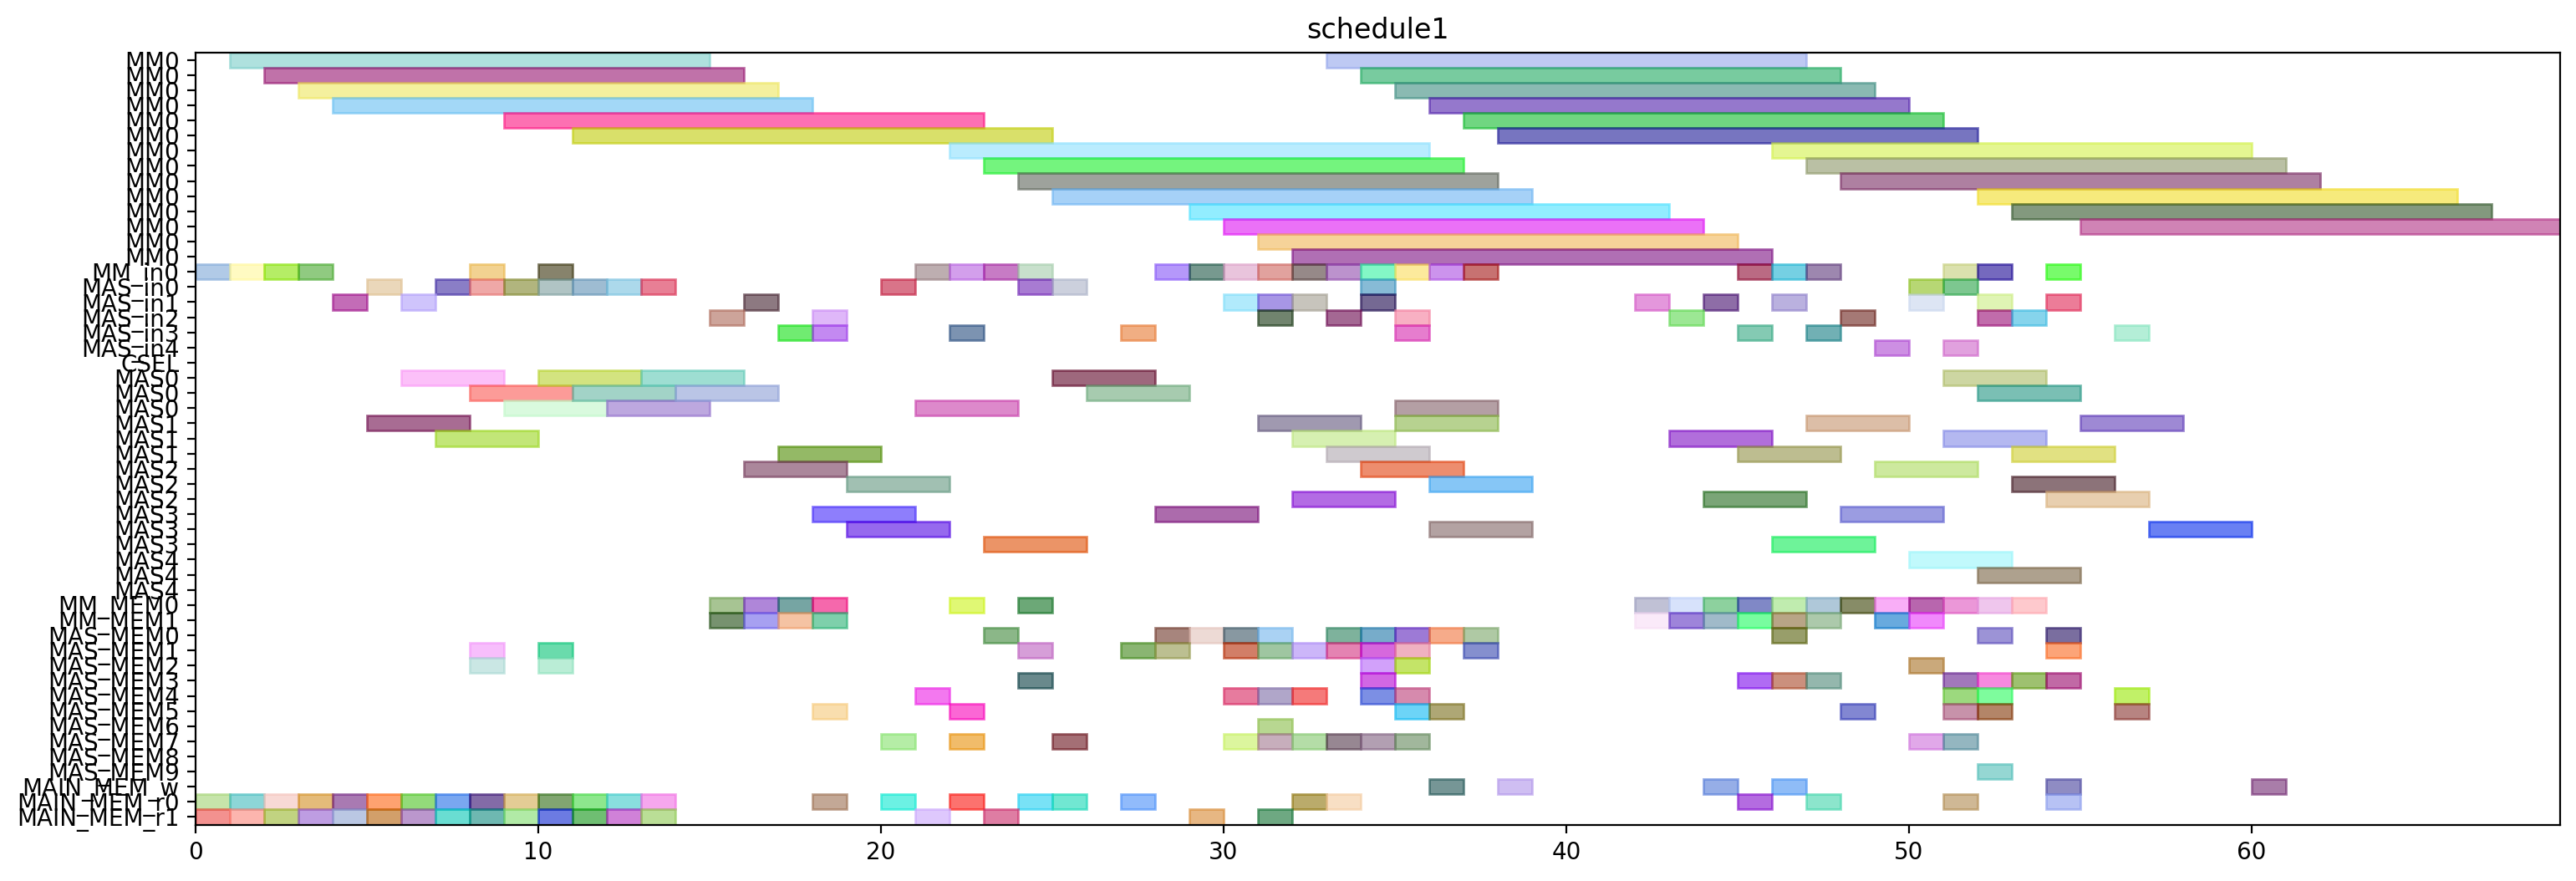 schedule1
MM0
MM0
MM0
MM0
MM0
MM0
MM0
MM0
MM0
MM0
MM0
MM0
MM0
MM0
MM_in0
MAS_in0
MAS_in1
MAS_in2
MAS_in3
MAS_in4
CSEL
MAS0
MAS0
MAS0
MAS1
MAS1
MAS1
MAS2
MAS2
MAS2
MAS3
MAS3
MAS3
MAS4
MAS4
MAS4
MM_MEM0
MM_MEM1
MAS_MEM0
MAS_MEM1
MAS_MEM2
MAS_MEM3
MAS_MEM4
MAS_MEM5
MAS_MEM6
MAS_MEM7
MAS_MEM8
MAS_MEM9
MAIN_MEM_w
MAIN_MEM_r0
MAIN_MEM_r1
0 10 20 30 40 50 60